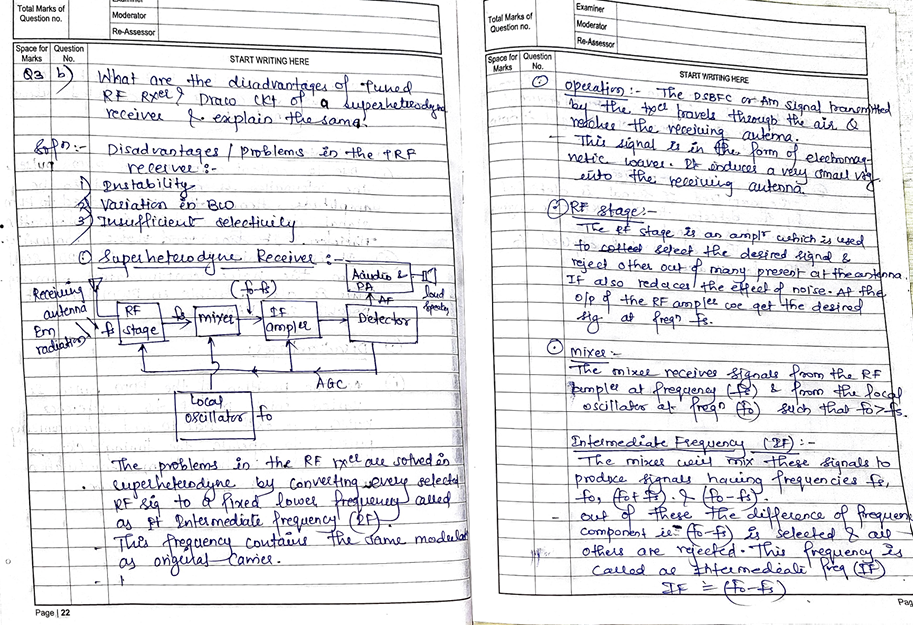 Total Marks of
Question no.
Examiner
Moderator
Re-Assessor
Space for
Marks
Question
No.
START WRITING HERE
Q3 b) What are the disadvantages of tuned
RF Rxer? Draw CKt of a superheterodyne
receiver & explain the same.
Soln:- Disadvantages / Problems in the TRF
receiver:-
1) Instability
2) Variation in BW
3) Insufficient selectivity
Superheterodyne Receiver :-
Receiving
antenna
Em
radiation
fs
RF
stage
fs
mixer
(fo-fs)
IF
ampler
Detector
AF
Audio &
PA
loud
speaker
AGC
Local
oscillator
fo
The problems in the RF rxer are solved in
superheterodyne by converting every selected
RF sig to a fixed lower frequency called
as Intermediate frequency (IF).
- This frequency contains the same modulat
as original carrier.
Page | 22
Total Marks of
Question no.
Examiner
Moderator
Re-Assessor
Space for
Marks
Question
No.
START WRITING HERE
operation:- The DSBFC or Am signal transmitted
by the txer travels through the air &
reaches the receiving antenna.
- This signal is in the form of electromag-
netic waves. It induces a very small vtg.
into the receiving antenna.
RF stage:-
The RF stage is an amplr which is used
to select the desired signal &
reject other out of many present at the antenna.
If also reduces the effect of noise. At the
o/p of the RF ampler we get the desired
sig at freqn fs.
mixer:-
The mixer receives signals from the RF
ampler at frequency (fs) & from the local
oscillator at freqn (fo) such that fo>fs.
Intermediate Frequency (IF):-
- The mixer will mix these signals to
produce signals having frequencies fs,
fo, (fo+fs) & (fo-fs).
- out of these the difference of frequen
component ie (fo-fs) is selected & all
others are rejected. This frequency is
called as Intermediate freq (IF)
IF = (fo-fs)
Pag